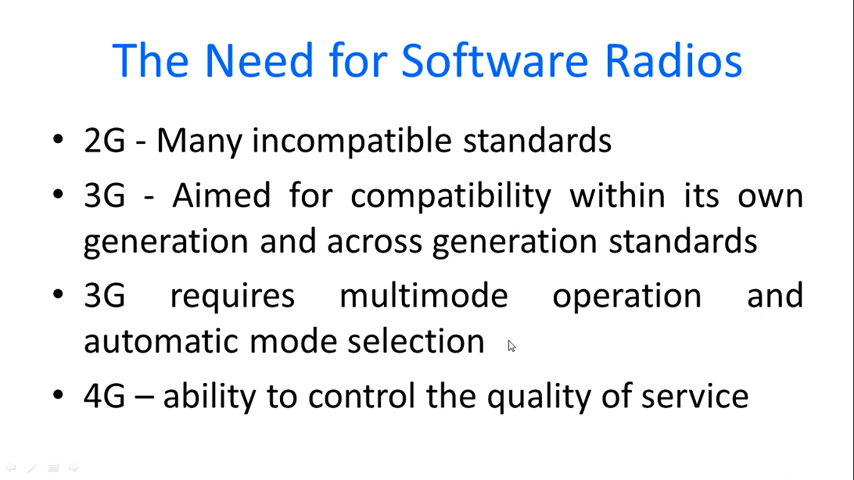 The Need for Software Radios
• 2G - Many incompatible standards
• 3G - Aimed for compatibility within its own
generation and across generation standards
• 3G requires multimode operation and
automatic mode selection
• 4G – ability to control the quality of service